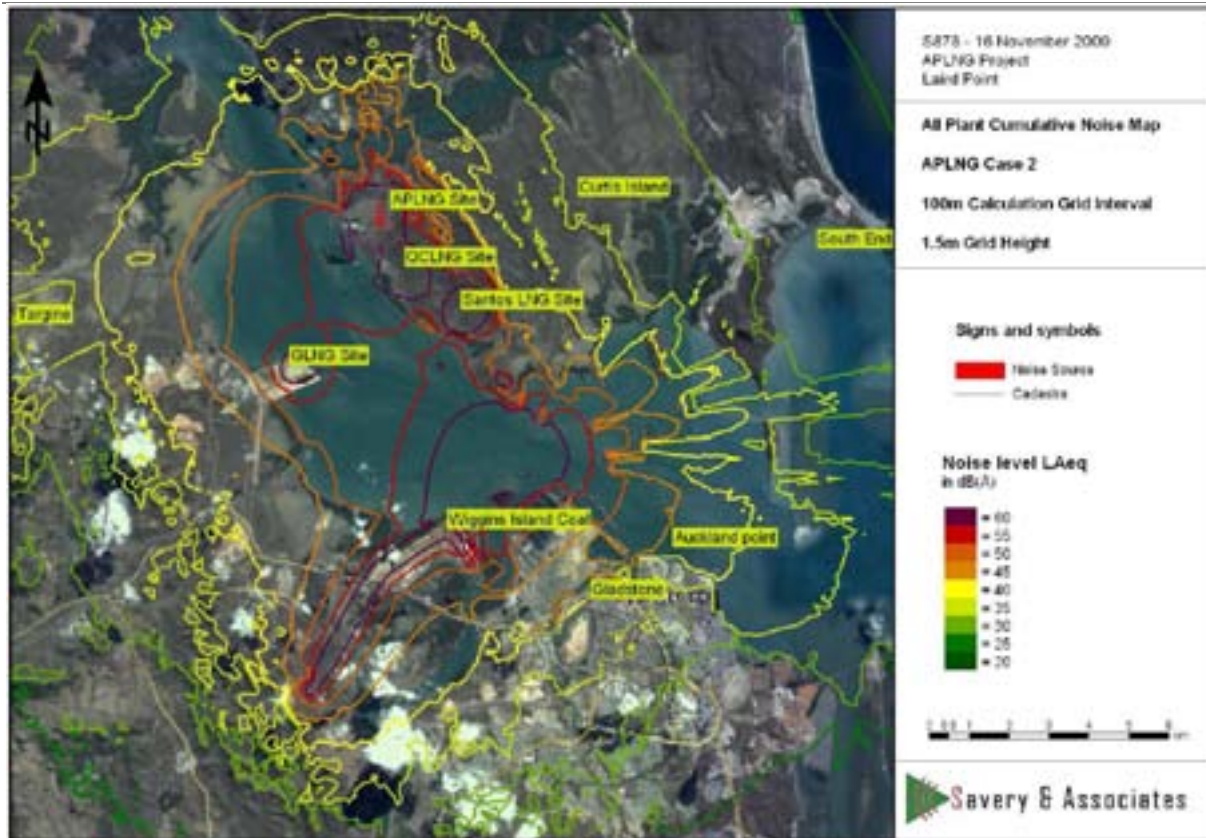 S878 - 16 November 2009
APLNG Project
Laird Point
All Plant Cumulative Noise Map
APLNG Case 2
100m Calculation Grid Interval
1.5m Grid Height
Signs and symbols
Noise Source
Cadastre
Noise level LAeq
in dB(A)
= 60
= 55
= 50
= 45
= 40
= 35
= 30
= 25
= 20
Savery & Associates
N
APLNG Site
Curtis Island
QCLNG Site
South End
Santos LNG Site
Targinie
GLNG Site
Wiggins Island Coal
Auckland point
Gladstone